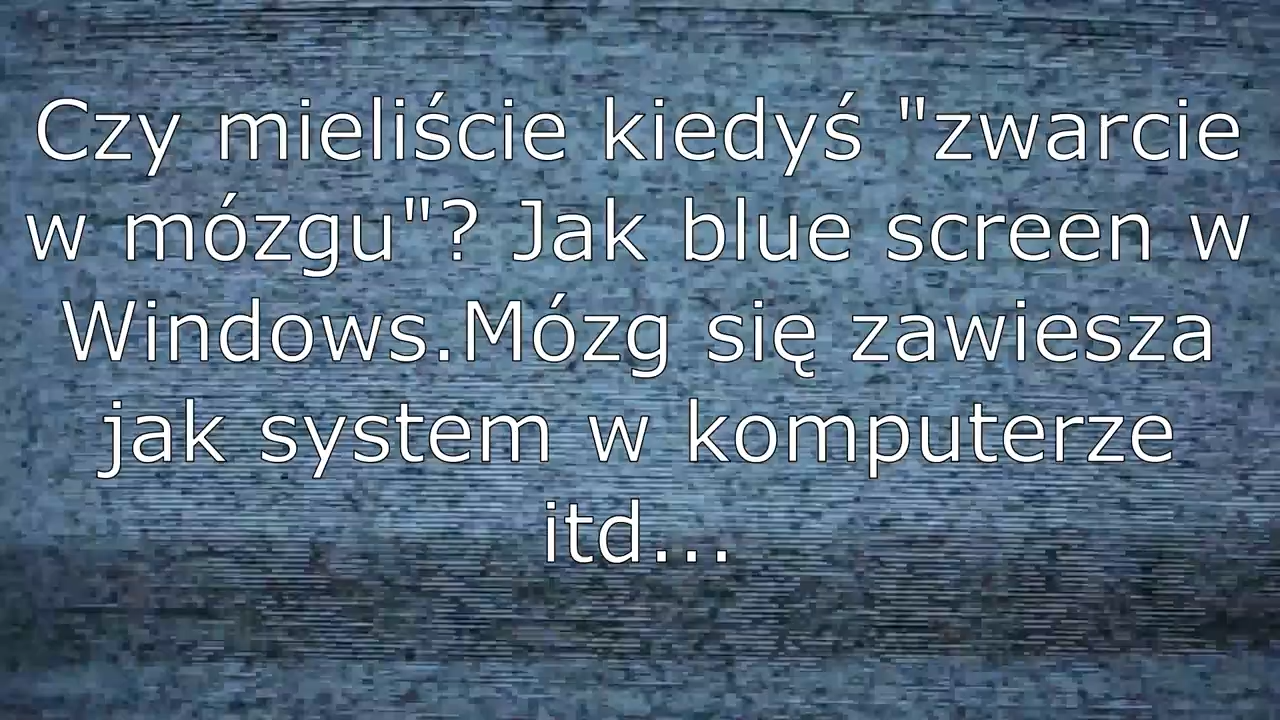 Czy mieliście kiedyś "zwarcie
w mózgu"? Jak blue screen w
Windows.Mózg się zawiesza
jak system w komputerze
itd...